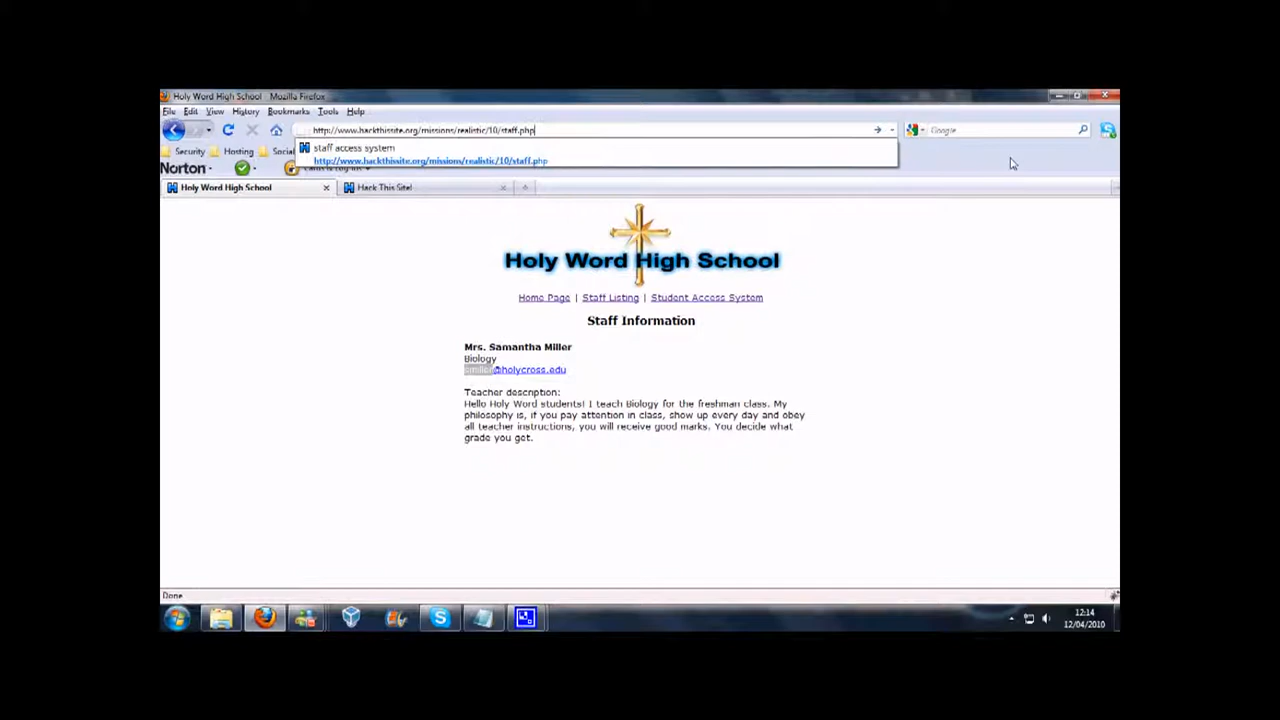 Holy Word High School - Mozilla Firefox
File Edit View History Bookmarks Tools Help
http://www.hackthissite.org/missions/realistic/10/staff.php
Google
staff access system
http://www.hackthissite.org/missions/realistic/10/staff.php
Security Hosting Social
Norton
Holy Word High School
Hack This Site!
Holy Word High School
Home Page | Staff Listing | Student Access System
Staff Information
Mrs. Samantha Miller
Biology
smiller@holycross.edu
Teacher description:
Hello Holy Word students! I teach Biology for the freshman class. My
philosophy is, if you pay attention in class, show up every day and obey
all teacher instructions, you will receive good marks. You decide what
grade you get.
Done
12:14
12/04/2010